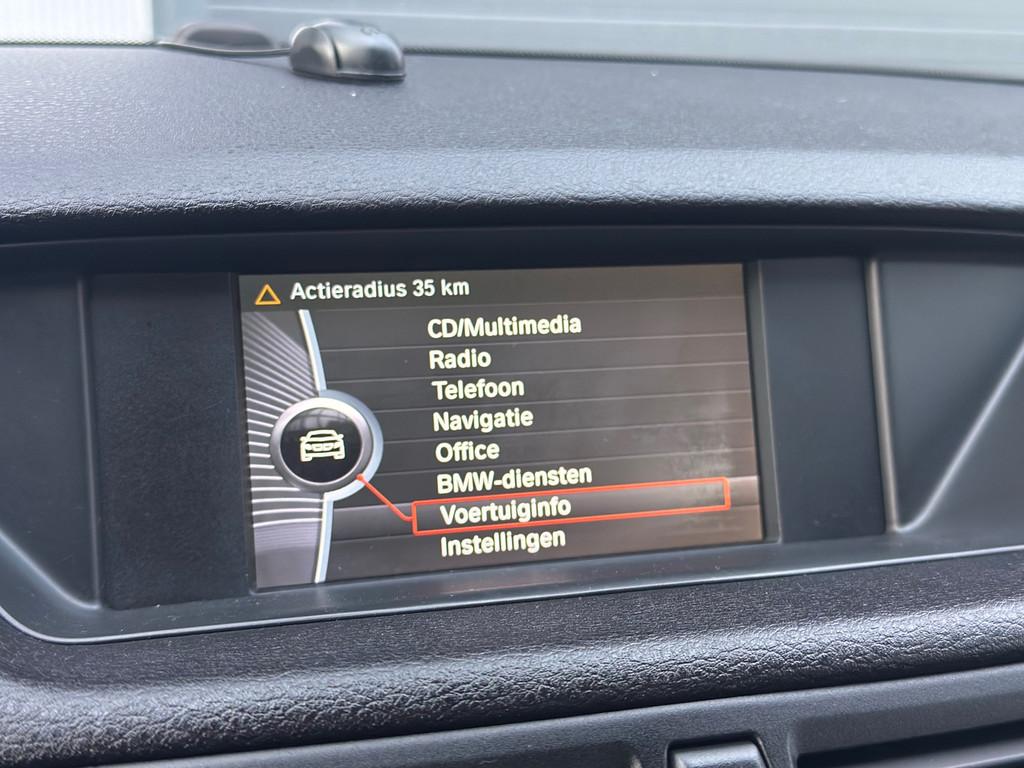 Actieradius 35 km
CD/Multimedia
Radio
Telefoon
Navigatie
Office
BMW-diensten
Voertuiginfo
Instellingen